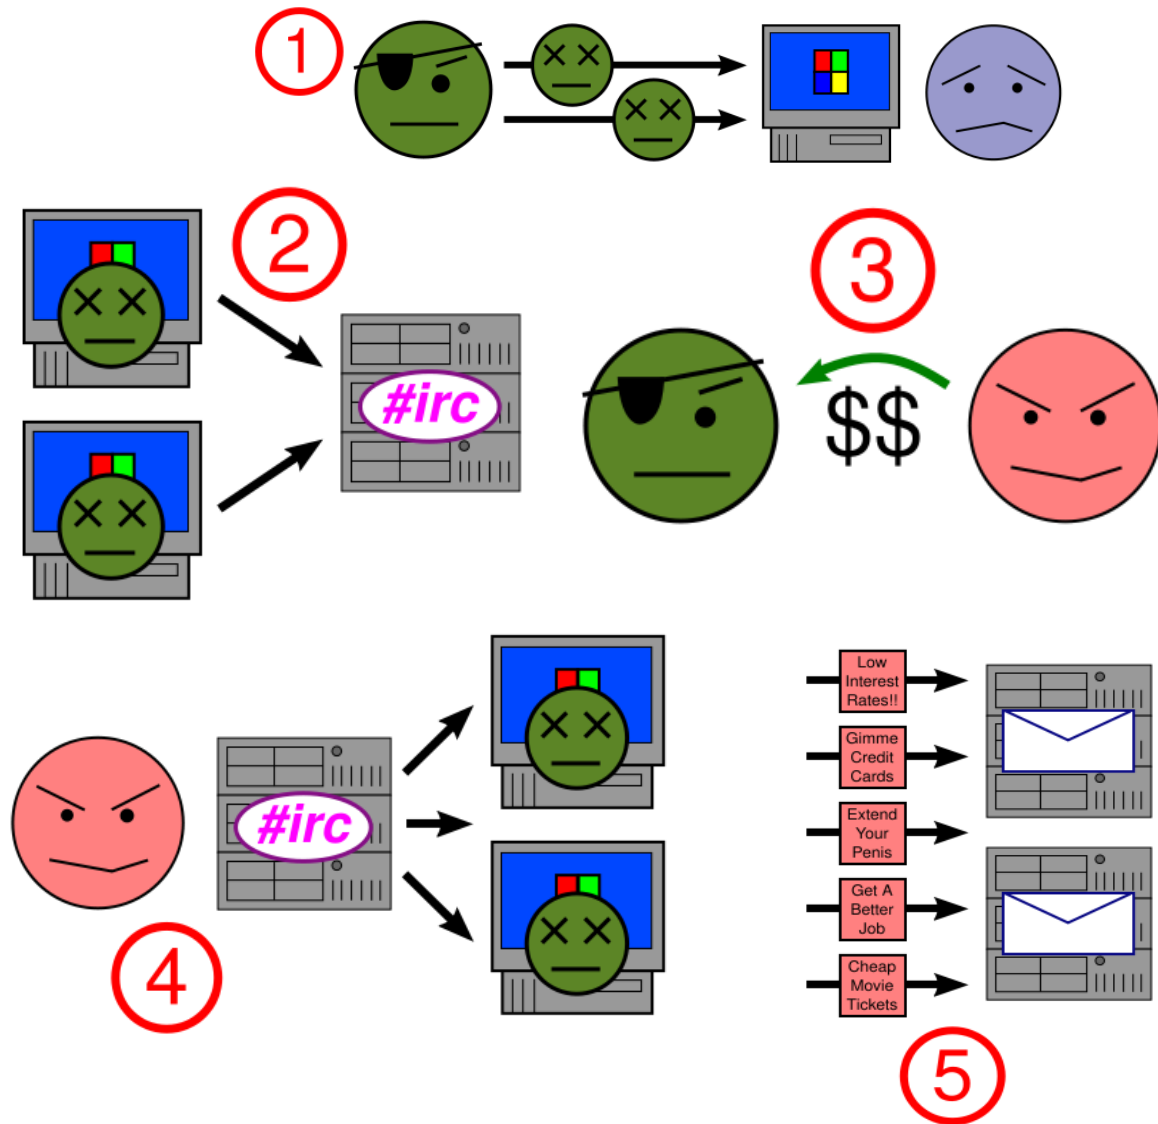 1
2
3
#irc
$$
4
#irc
Low
Interest
Rates!!
Gimme
Credit
Cards
Extend
Your
Penis
Get A
Better
Job
Cheap
Movie
Tickets
5